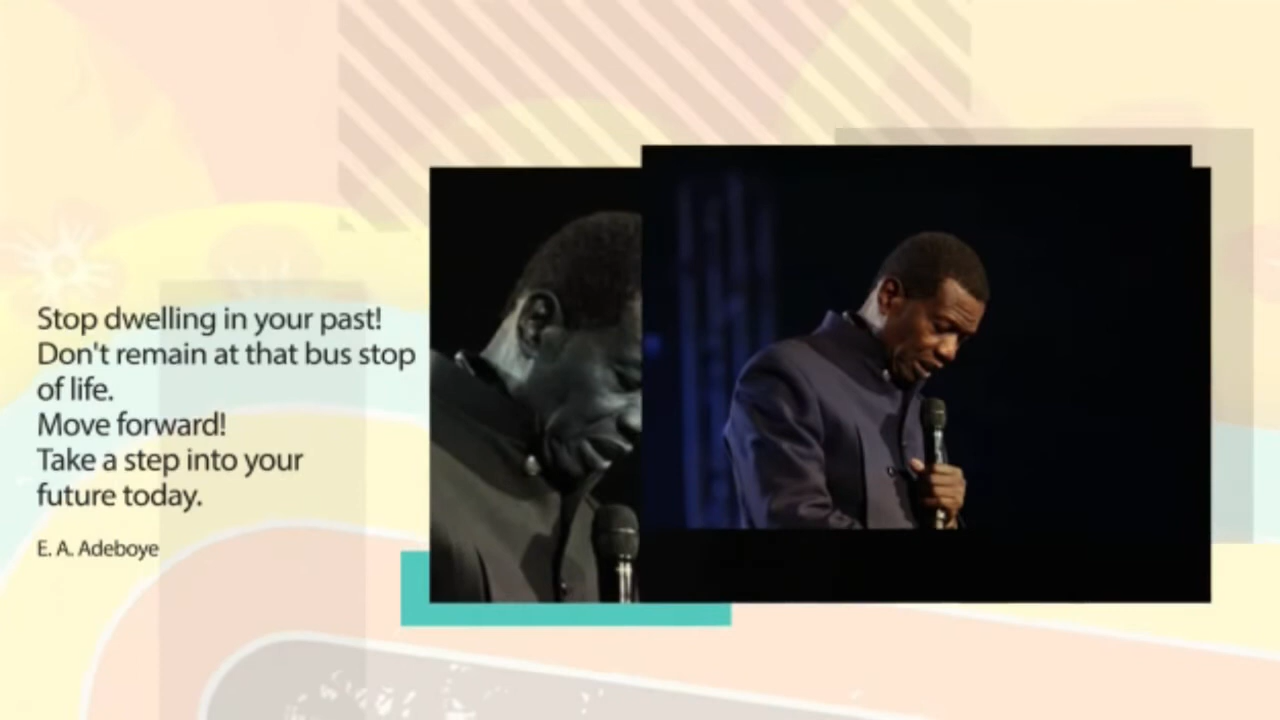 Stop dwelling in your past!
Don't remain at that bus stop
of life.
Move forward!
Take a step into your
future today.
E. A. Adeboye